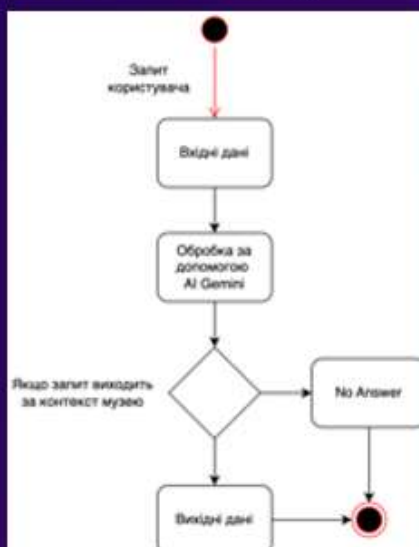 Запит
користувача
Вхідні дані
Обробка за
допомогою
AI Gemini
Якщо запит виходить
за контекст музею
No Answer
Вихідні дані